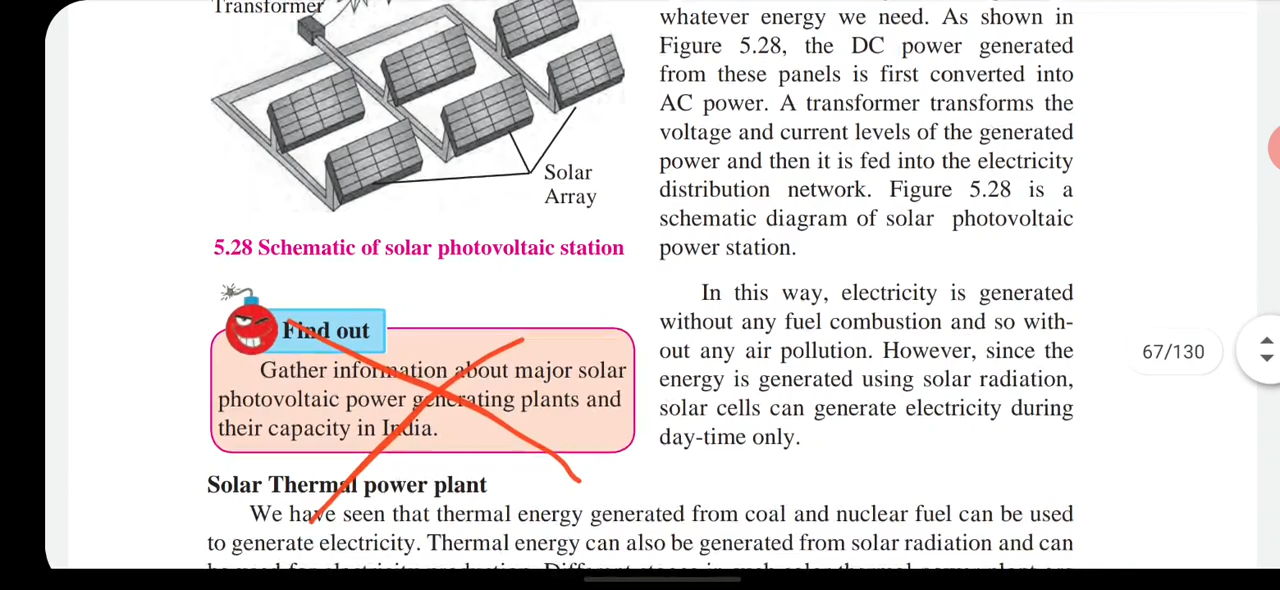 Transformer
Solar
Array
5.28 Schematic of solar photovoltaic station
Find out
Gather information about major solar
photovoltaic power generating plants and
their capacity in India.
whatever energy we need. As shown in
Figure 5.28, the DC power generated
from these panels is first converted into
AC power. A transformer transforms the
voltage and current levels of the generated
power and then it is fed into the electricity
distribution network. Figure 5.28 is a
schematic diagram of solar photovoltaic
power station.
In this way, electricity is generated
without any fuel combustion and so with-
out any air pollution. However, since the
energy is generated using solar radiation,
solar cells can generate electricity during
day-time only.
67/130
Solar Thermal power plant
We have seen that thermal energy generated from coal and nuclear fuel can be used
to generate electricity. Thermal energy can also be generated from solar radiation and can